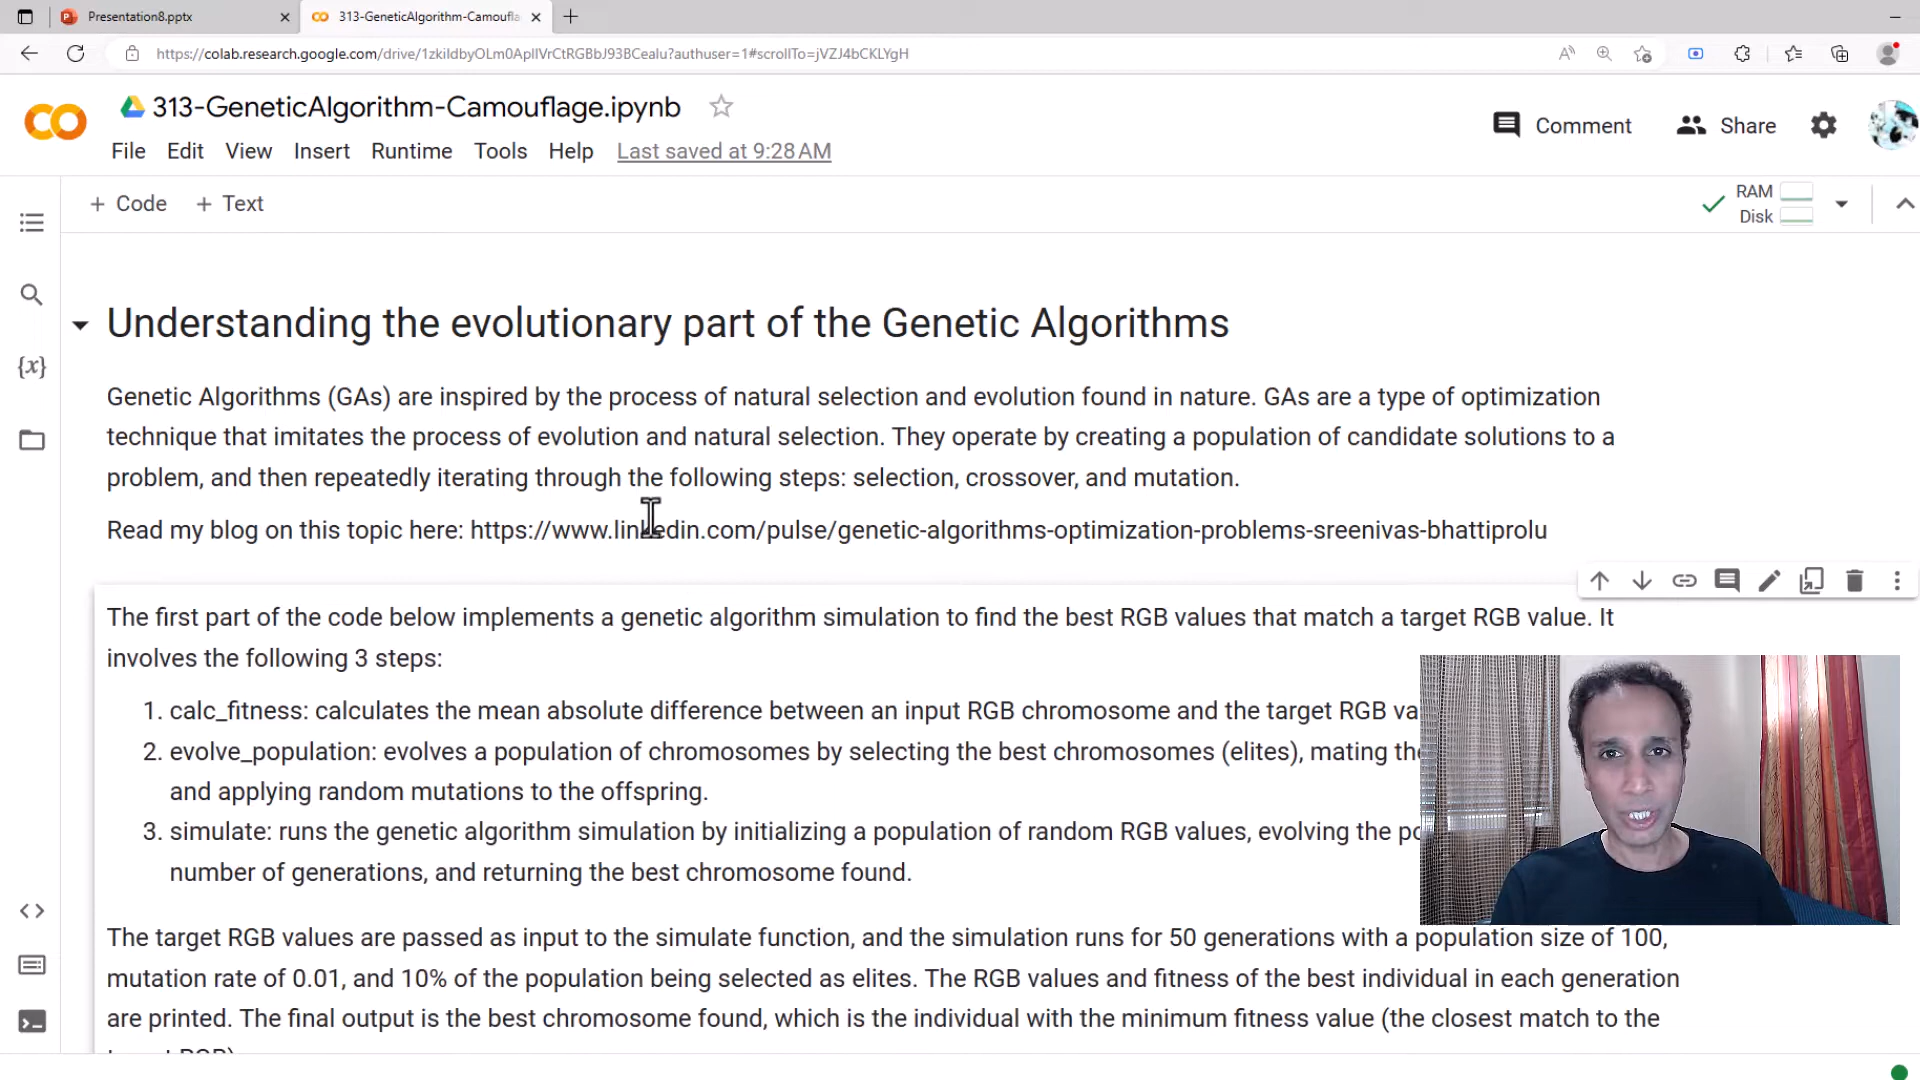 Presentation8.pptx
313-GeneticAlgorithm-Camoufla
https://colab.research.google.com/drive/
313-GeneticAlgorithm-Camouflage.ipynb
Comment
Share
File Edit View Insert Runtime Tools Help Last saved at 9:28 AM
+ Code + Text
RAM
Disk
Understanding the evolutionary part of the Genetic Algorithms
Genetic Algorithms (GAs) are inspired by the process of natural selection and evolution found in nature. GAs are a type of optimization
technique that imitates the process of evolution and natural selection. They operate by creating a population of candidate solutions to a
problem, and then repeatedly iterating through the following steps: selection, crossover, and mutation.
Read my blog on this topic here: https://www.linkedin.com/pulse/genetic-algorithms-optimization-problems-sreenivas-bhattiprolu
The first part of the code below implements a genetic algorithm simulation to find the best RGB values that match a target RGB value. It
involves the following 3 steps:
1. calc_fitness: calculates the mean absolute difference between an input RGB chromosome and the target RGB va
2. evolve_population: evolves a population of chromosomes by selecting the best chromosomes (elites), mating the
and applying random mutations to the offspring.
3. simulate: runs the genetic algorithm simulation by initializing a population of random RGB values, evolving the po
number of generations, and returning the best chromosome found.
The target RGB values are passed as input to the simulate function, and the simulation runs for 50 generations with a population size of 100,
mutation rate of 0.01, and 10% of the population being selected as elites. The RGB values and fitness of the best individual in each generation
are printed. The final output is the best chromosome found, which is the individual with the minimum fitness value (the closest match to the